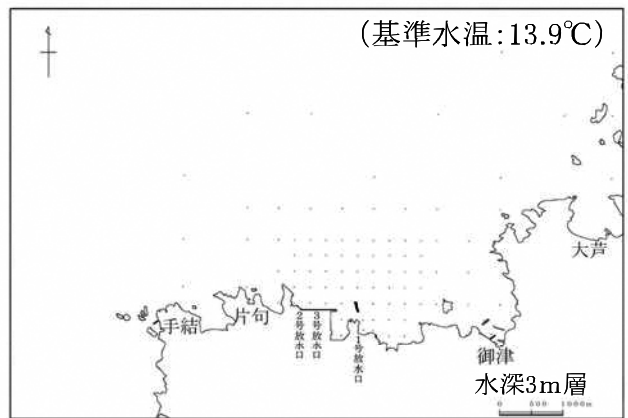 (基準水温:13.9℃)
大芦
手結
片句
2号放水口
3号放水口
1号放水口
御津
水深3m層
0 500 1000m